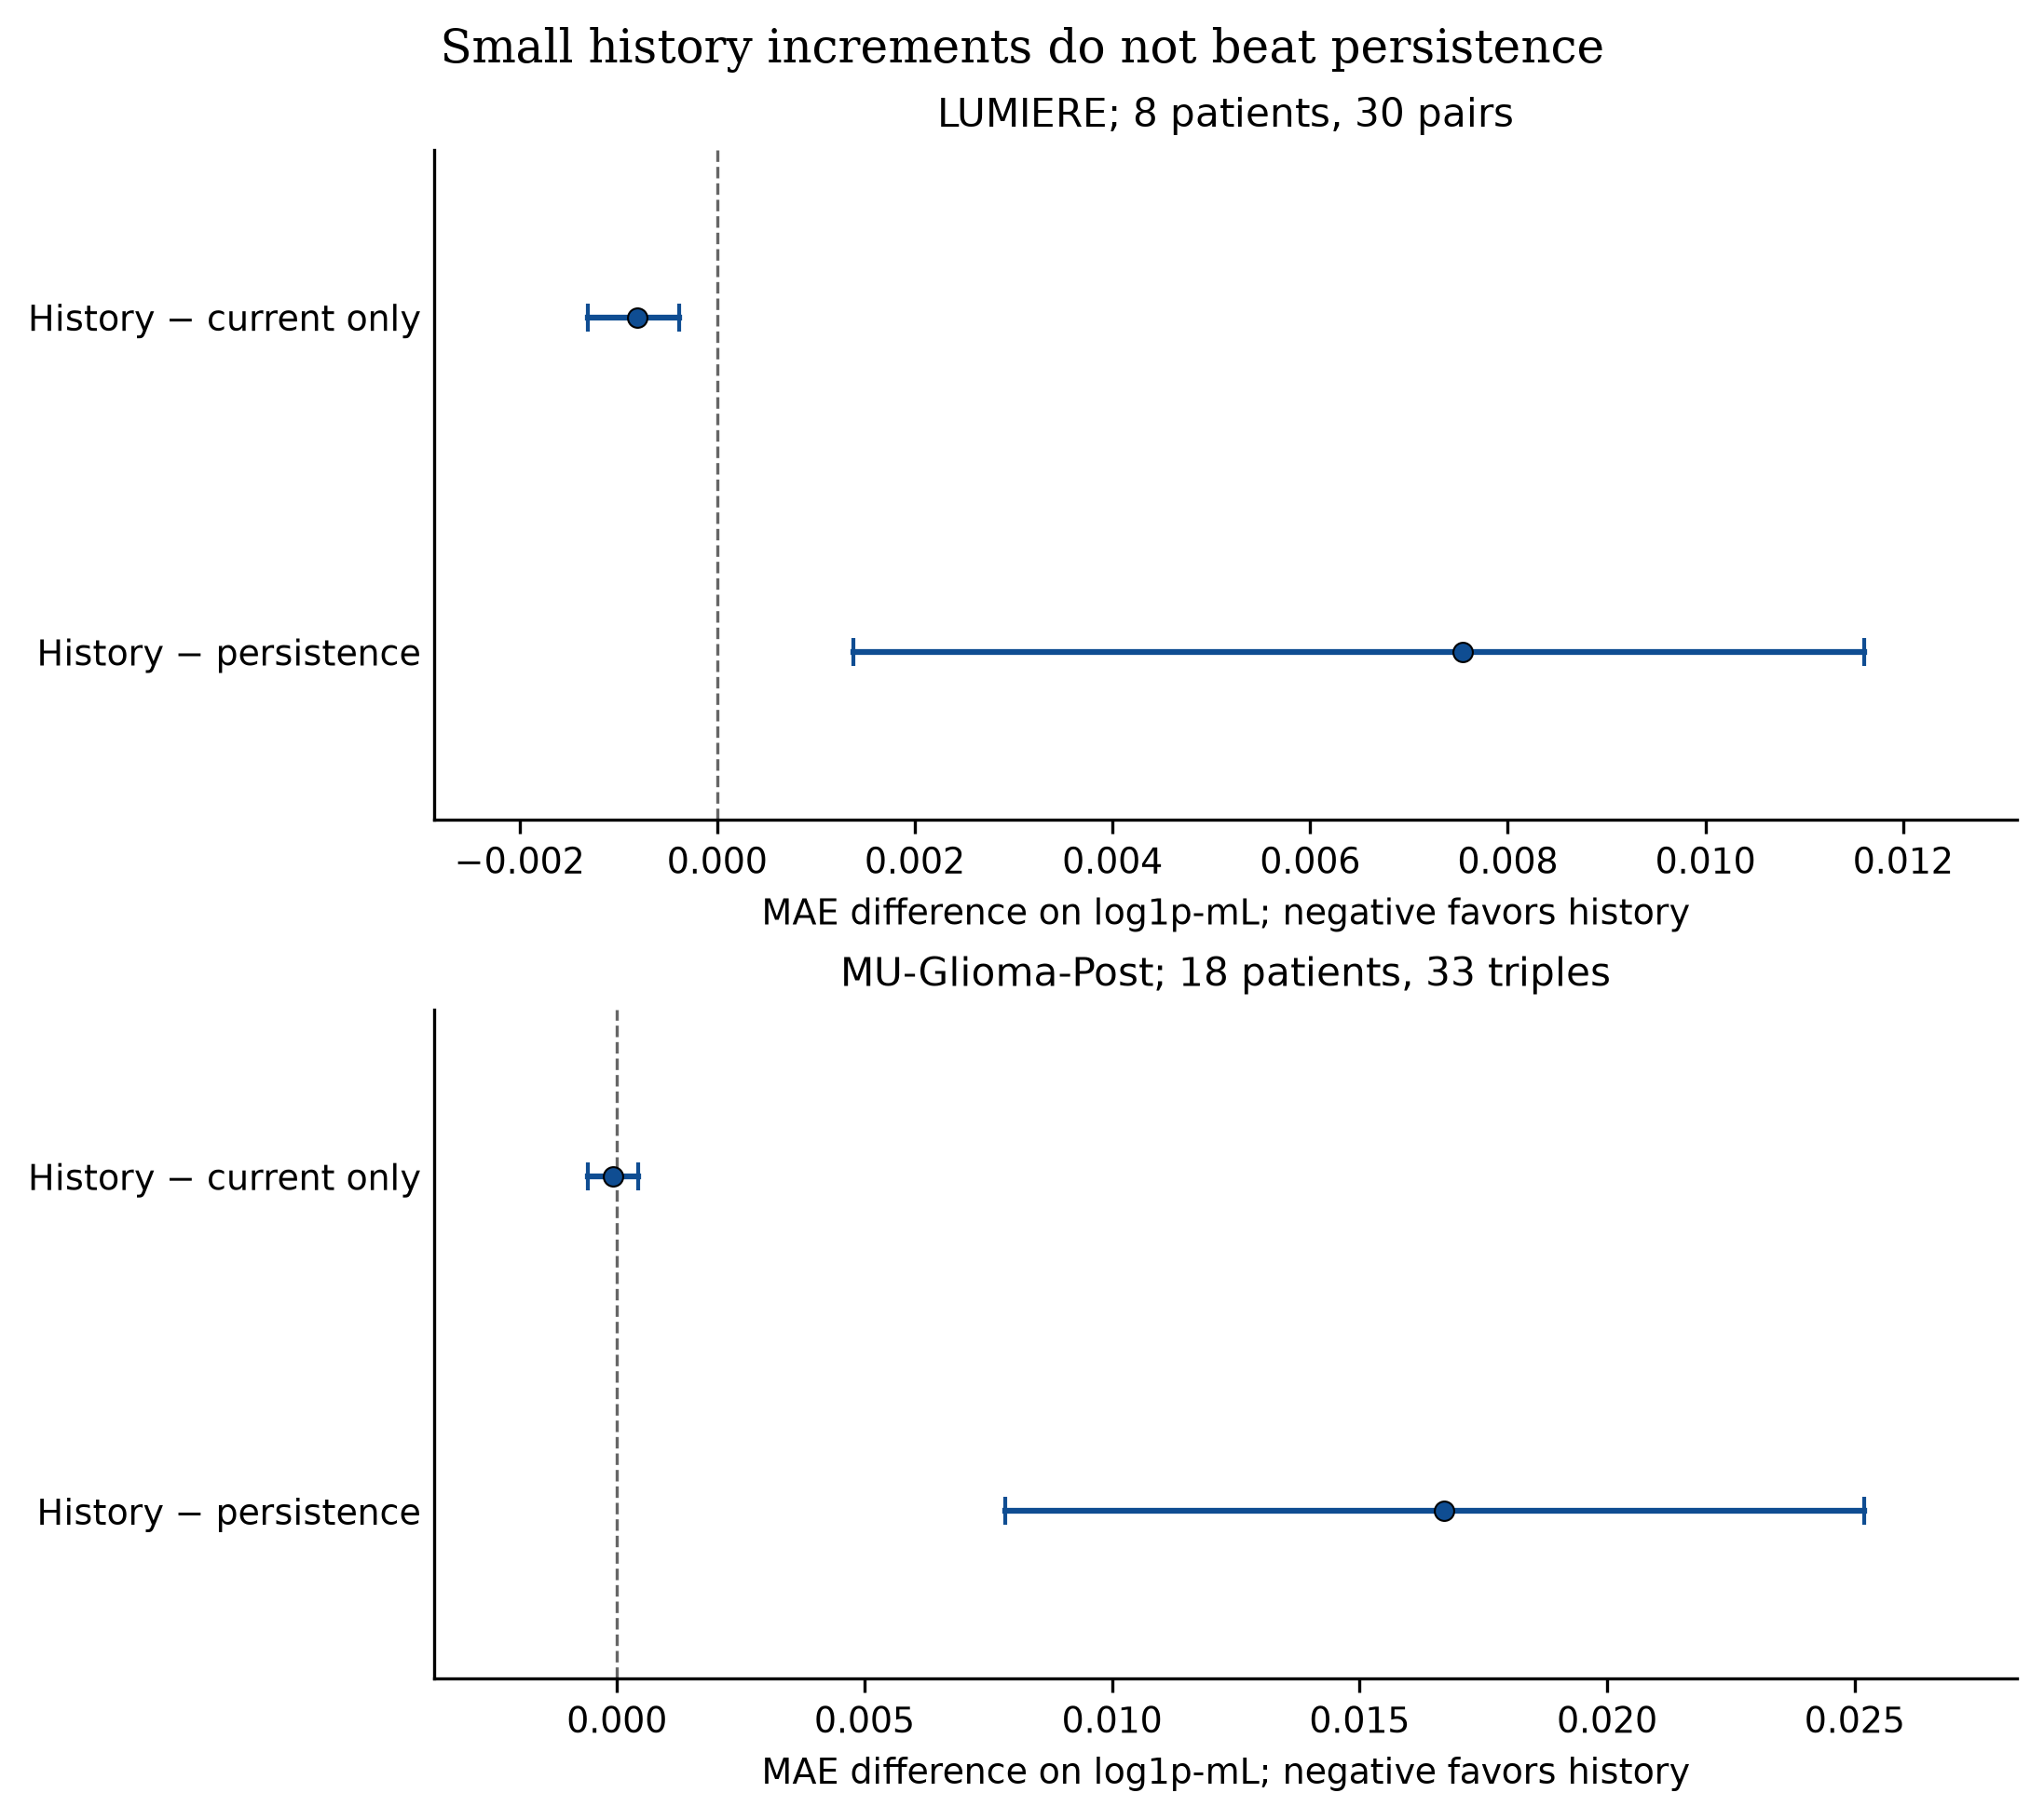 Small history increments do not beat persistence
LUMIERE; 8 patients, 30 pairs
History − current only
History − persistence
−0.002 0.000 0.002 0.004 0.006 0.008 0.010 0.012
MAE difference on log1p-mL; negative favors history
MU-Glioma-Post; 18 patients, 33 triples
History − current only
History − persistence
0.000 0.005 0.010 0.015 0.020 0.025
MAE difference on log1p-mL; negative favors history